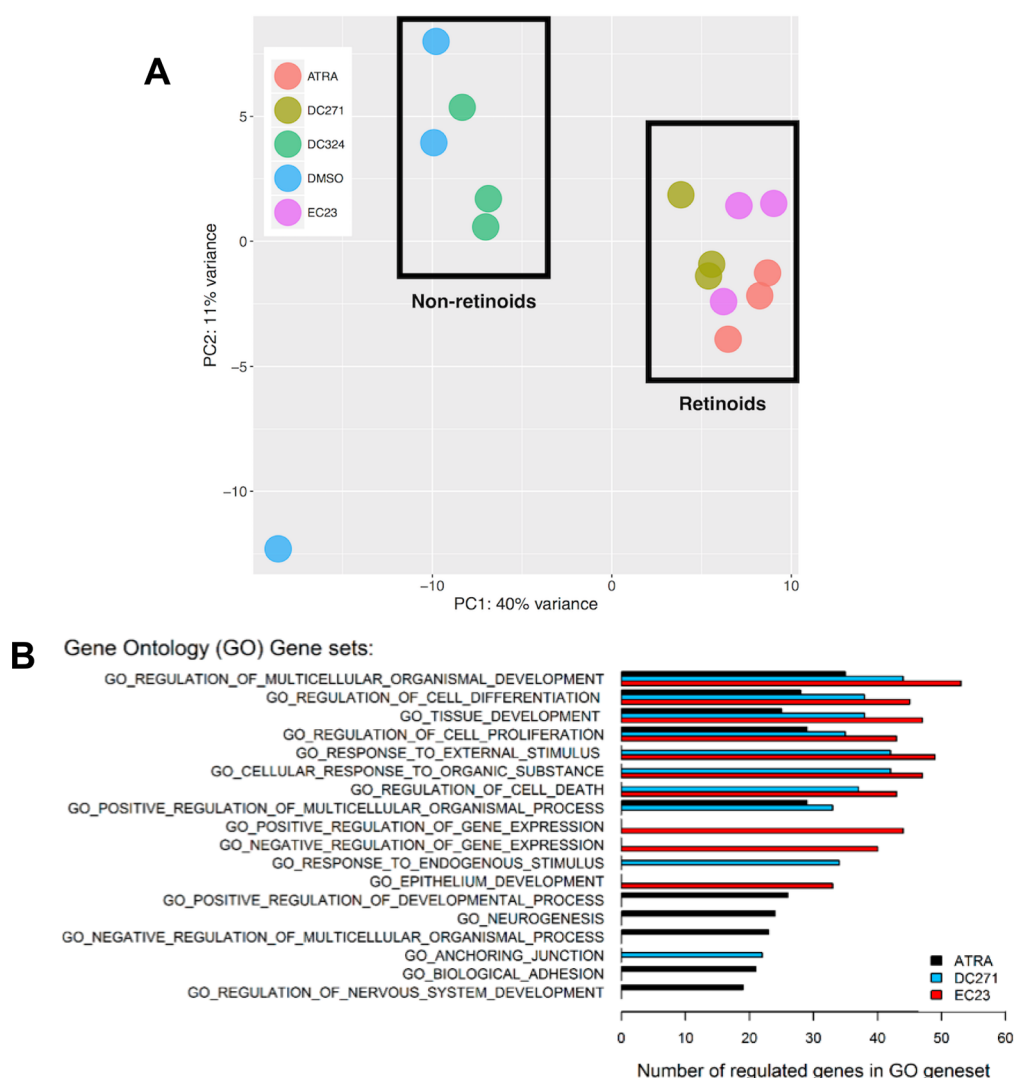 A
ATRA
DC271
DC324
DMSO
EC23
5
0
−5
−10
PC2: 11% variance
Non-retinoids
Retinoids
−10
0
10
PC1: 40% variance
B
Gene Ontology (GO) Gene sets:
GO_REGULATION_OF_MULTICELLULAR_ORGANISMAL_DEVELOPMENT
GO_REGULATION_OF_CELL_DIFFERENTIATION
GO_TISSUE_DEVELOPMENT
GO_REGULATION_OF_CELL_PROLIFERATION
GO_RESPONSE_TO_EXTERNAL_STIMULUS
GO_CELLULAR_RESPONSE_TO_ORGANIC_SUBSTANCE
GO_REGULATION_OF_CELL_DEATH
GO_POSITIVE_REGULATION_OF_MULTICELLULAR_ORGANISMAL_PROCESS
GO_POSITIVE_REGULATION_OF_GENE_EXPRESSION
GO_NEGATIVE_REGULATION_OF_GENE_EXPRESSION
GO_RESPONSE_TO_ENDOGENOUS_STIMULUS
GO_EPITHELIUM_DEVELOPMENT
GO_POSITIVE_REGULATION_OF_DEVELOPMENTAL_PROCESS
GO_NEUROGENESIS
GO_NEGATIVE_REGULATION_OF_MULTICELLULAR_ORGANISMAL_PROCESS
GO_ANCHORING_JUNCTION
GO_BIOLOGICAL_ADHESION
GO_REGULATION_OF_NERVOUS_SYSTEM_DEVELOPMENT
ATRA
DC271
EC23
0 10 20 30 40 50 60
Number of regulated genes in GO geneset